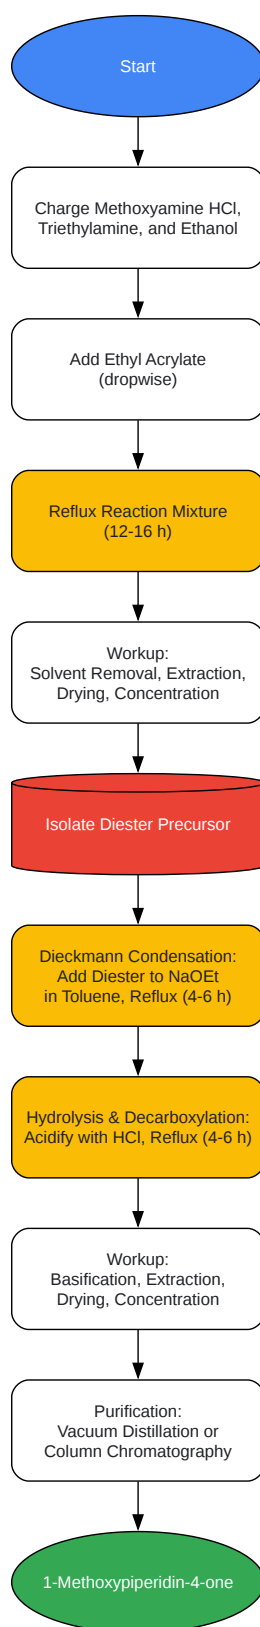 Start
Charge Methoxyamine HCl,
Triethylamine, and Ethanol
Add Ethyl Acrylate
(dropwise)
Reflux Reaction Mixture
(12-16 h)
Workup:
Solvent Removal, Extraction,
Drying, Concentration
Isolate Diester Precursor
Dieckmann Condensation:
Add Diester to NaOEt
in Toluene, Reflux (4-6 h)
Hydrolysis & Decarboxylation:
Acidify with HCl, Reflux (4-6 h)
Workup:
Basification, Extraction,
Drying, Concentration
Purification:
Vacuum Distillation or
Column Chromatography
1-Methoxypiperidin-4-one